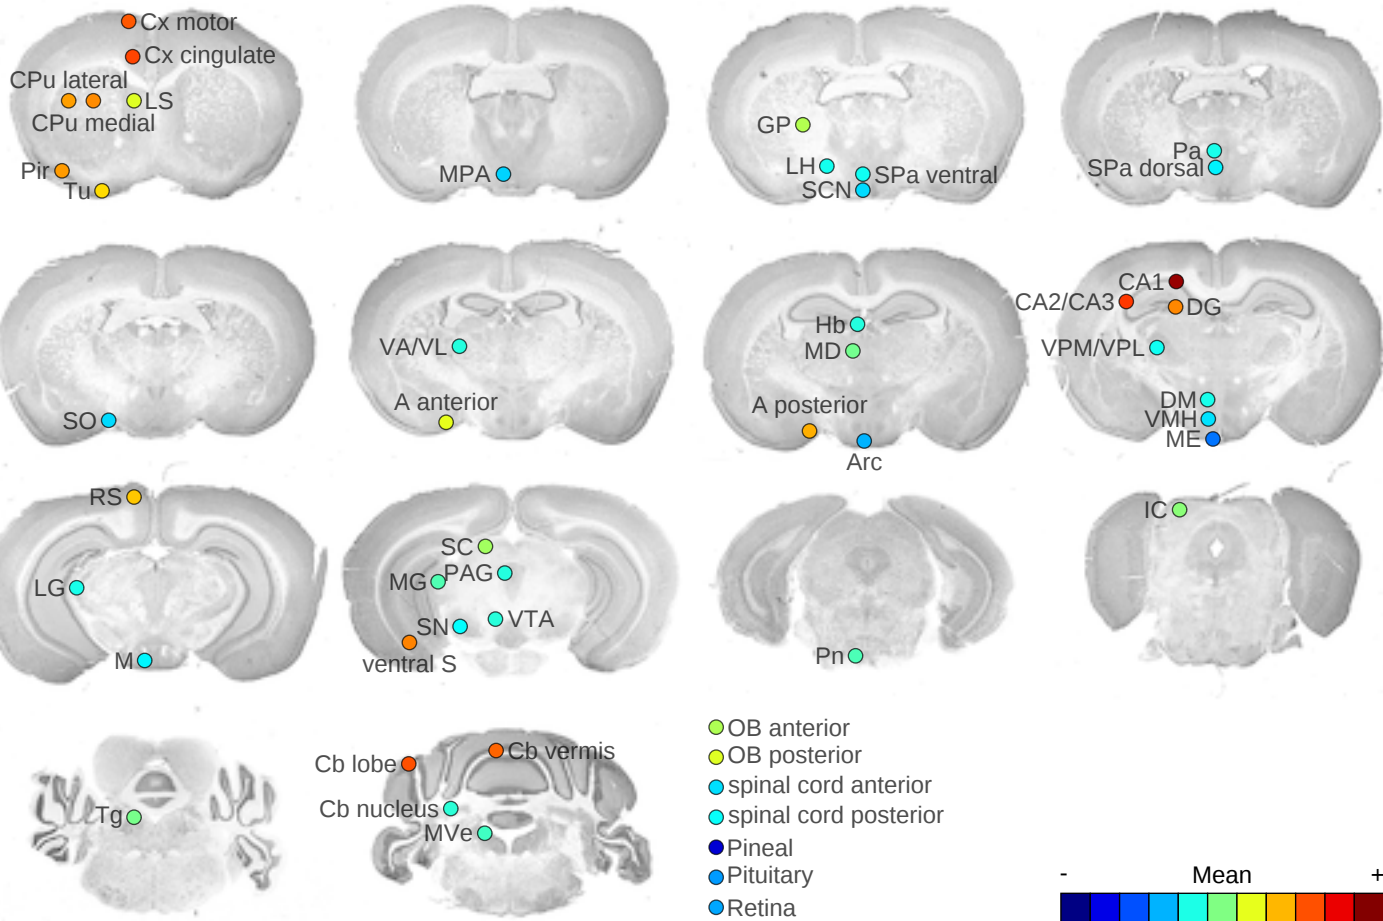 Cx motor
Cx cingulate
CPu lateral
LS
CPu medial
Pir
Tu
MPA
GP
LH
SPa ventral
SCN
Pa
SPa dorsal
SO
VA/VL
A anterior
Hb
MD
A posterior
Arc
CA1
CA2/CA3
DG
VPM/VPL
DM
VMH
ME
RS
LG
M
SC
MG
PAG
SN
VTA
ventral S
Pn
IC
Tg
Cb lobe
Cb vermis
Cb nucleus
MVe
OB anterior
OB posterior
spinal cord anterior
spinal cord posterior
Pineal
Pituitary
Retina
- Mean +